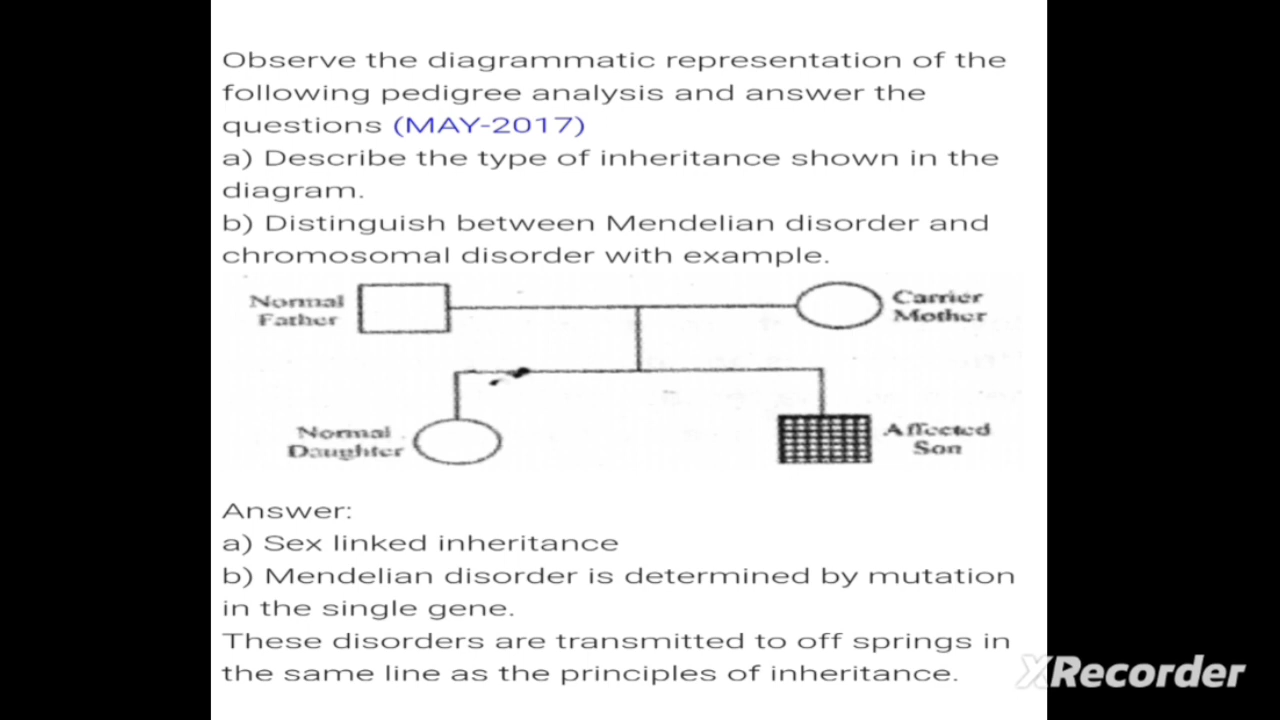 Observe the diagrammatic representation of the
following pedigree analysis and answer the
questions (MAY-2017)
a) Describe the type of inheritance shown in the
diagram.
b) Distinguish between Mendelian disorder and
chromosomal disorder with example.
Normal
Father
Carrier
Mother
Normal
Daughter
Affected
Son
Answer:
a) Sex linked inheritance
b) Mendelian disorder is determined by mutation
in the single gene.
These disorders are transmitted to off springs in
the same line as the principles of inheritance.
XRecorder